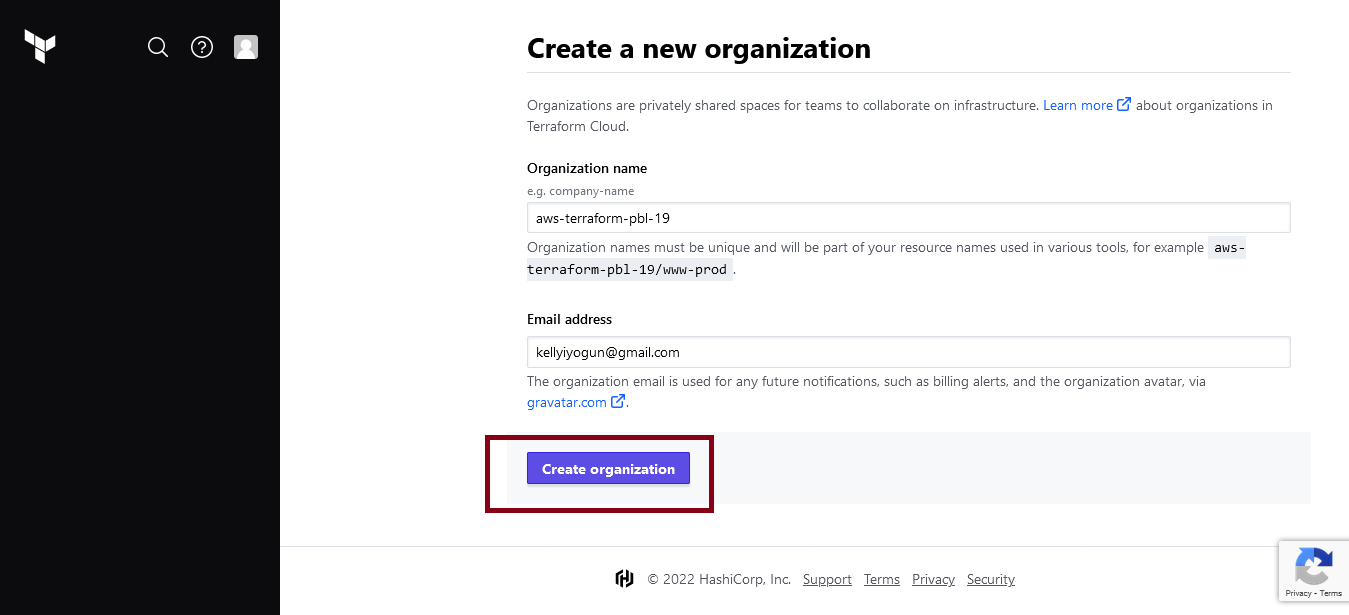 Create a new organization
Organizations are privately shared spaces for teams to collaborate on infrastructure. Learn more about organizations in
Terraform Cloud.
Organization name
e.g. company-name
aws-terraform-pbl-19
Organization names must be unique and will be part of your resource names used in various tools, for example aws-
terraform-pbl-19/www-prod.
Email address
kellyiyogun@gmail.com
The organization email is used for any future notifications, such as billing alerts, and the organization avatar, via
gravatar.com.
Create organization
© 2022 HashiCorp, Inc. Support Terms Privacy Security
Privacy - Terms